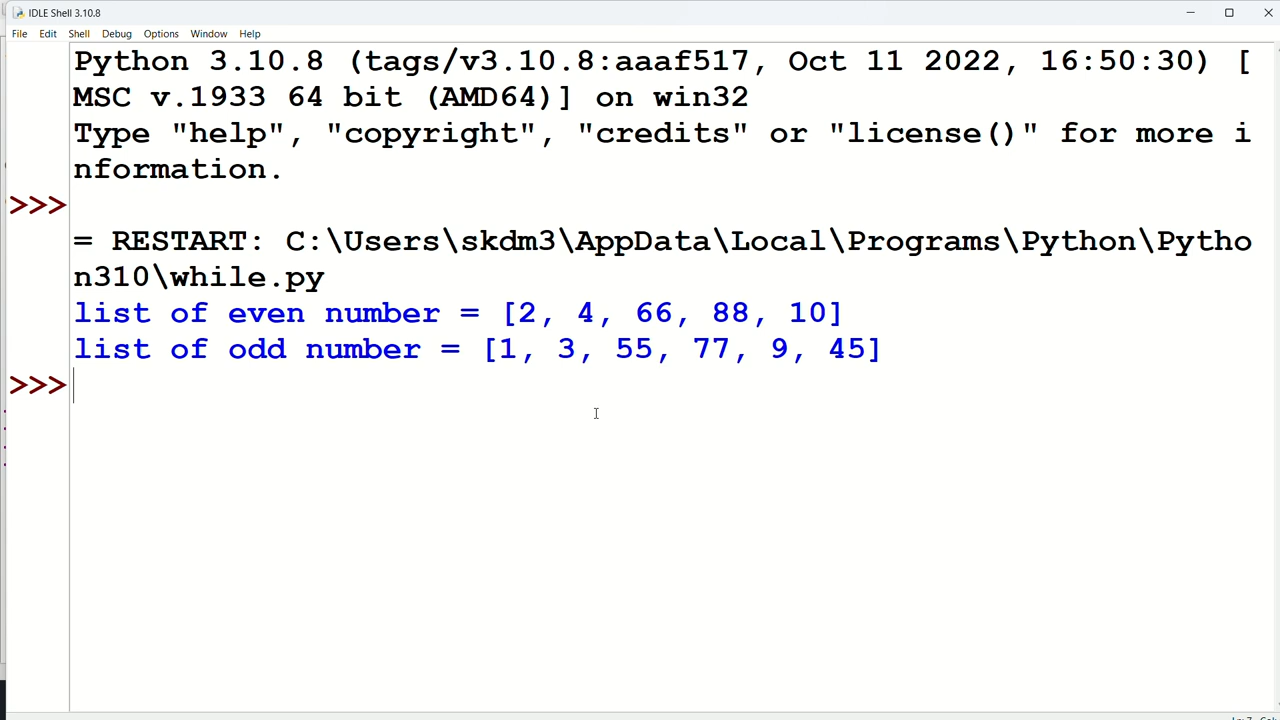 IDLE Shell 3.10.8
File Edit Shell Debug Options Window Help
Python 3.10.8 (tags/v3.10.8:aaaf517, Oct 11 2022, 16:50:30) [
MSC v.1933 64 bit (AMD64)] on win32
Type "help", "copyright", "credits" or "license()" for more i
nformation.
>>>
= RESTART: C:\Users\skdm3\AppData\Local\Programs\Python\Pytho
n310\while.py
list of even number = [2, 4, 66, 88, 10]
list of odd number = [1, 3, 55, 77, 9, 45]
>>>